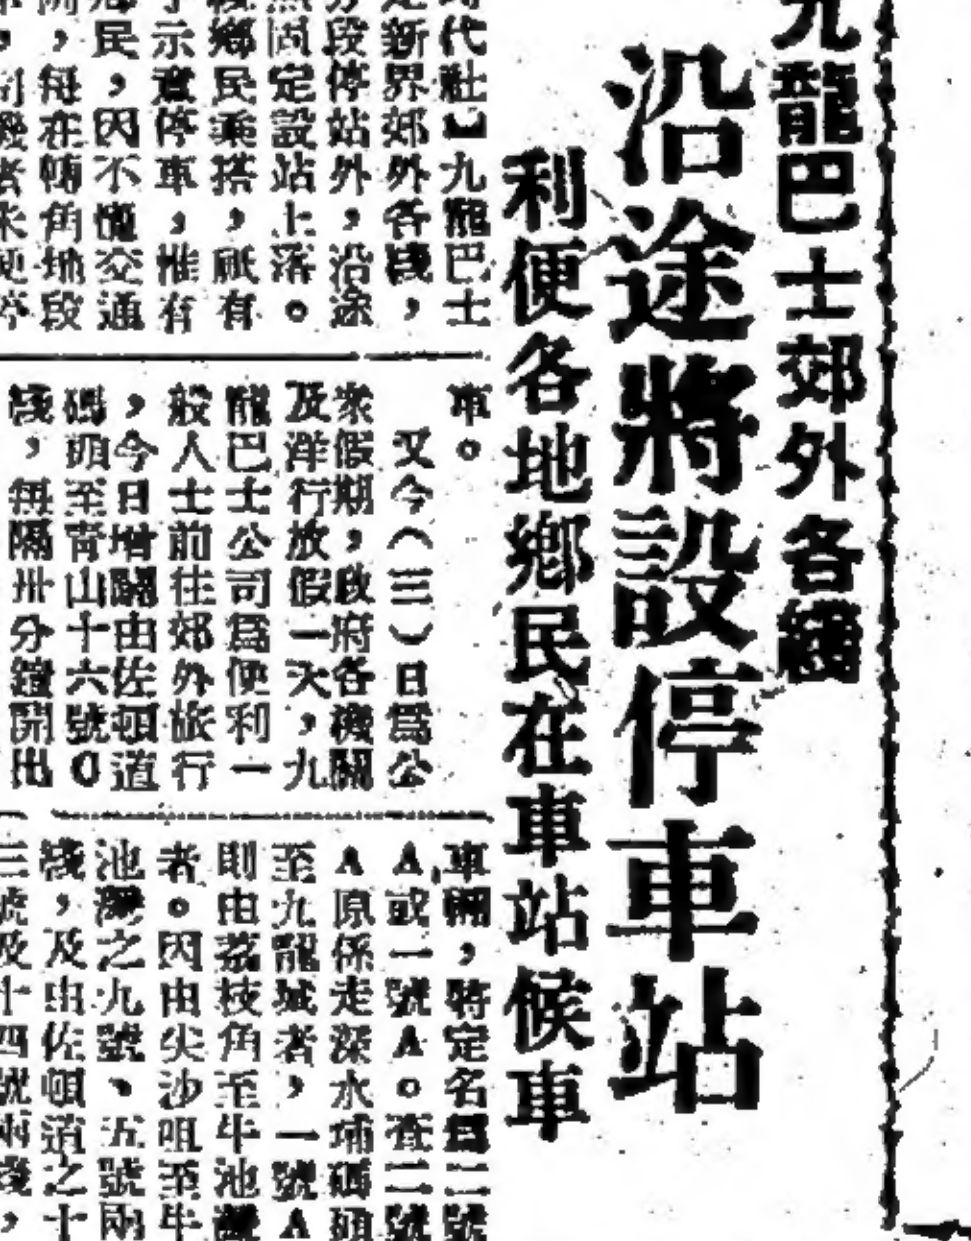 九龍巴士郊外各綫
沿途將設停車站
利便各地鄉民在車站候車
時代社】九龍巴士
定新界郊外各綫，
分段停站外，沿途
無固定設站上落。
鄉民乘搭，祇有
示意停車，惟有
鄉民，因不懂交通
，每在轉角地段
車。
又今（三）日爲公
衆假期，政府各機關
及洋行放假一天，九
龍巴士公司爲便利一
般人士前往郊外旅行
，今日增闢由佐頓道
碼頭至青山十六號0
綫，每隔卅分鐘開出
車輛，特定名爲二號
A或一號A。查二號
A原係走深水埔碼頭
至九龍城者，一號A
則由荔枝角至牛池灣
者。因由尖沙咀至牛
池灣之九號、五號兩
綫，及由佐頓道之十
三號及十四號兩綫，